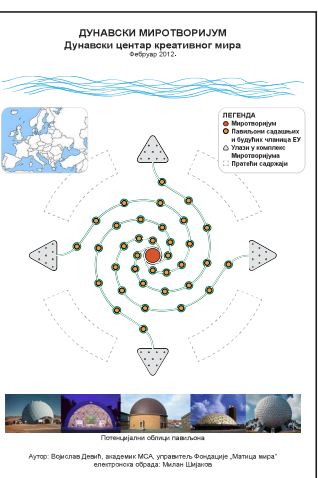 ДУНАВСКИ МИРОТВОРИЈУМ
Дунавски центар креативног мира
Фебруар 2012.
ЛЕГЕНДА
Миротворијум
Павиљони садашњих
и будућих чланица ЕУ
Улази у комплекс
Миротворијума
Пратећи садржаји
Потенцијални облици павиљона
Аутор: Војислав Девић, академик МСА, управитељ Фондације „Матица мира"
електронска обрада: Милан Шијаков